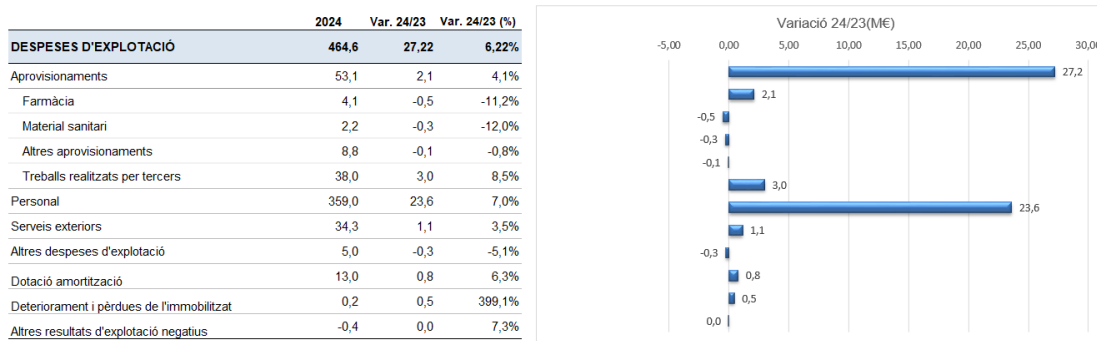 2024 Var. 24/23 Var. 24/23 (%)
DESPESES D'EXPLOTACIÓ 464,6 27,22 6,22%
Aprovisionaments 53,1 2,1 4,1%
Farmàcia 4,1 -0,5 -11,2%
Material sanitari 2,2 -0,3 -12,0%
Altres aprovisionaments 8,8 -0,1 -0,8%
Treballs realitzats per tercers 38,0 3,0 8,5%
Personal 359,0 23,6 7,0%
Serveis exteriors 34,3 1,1 3,5%
Altres despeses d'explotació 5,0 -0,3 -5,1%
Dotació amortització 13,0 0,8 6,3%
Deteriorament i pèrdues de l'immobilitzat 0,2 0,5 399,1%
Altres resultats d'explotació negatius -0,4 0,0 7,3%
Variació 24/23(M€)
-5,00 0,00 5,00 10,00 15,00 20,00 25,00 30,00
27,2
2,1
-0,5
-0,3
-0,1
3,0
23,6
1,1
-0,3
0,8
0,5
0,0